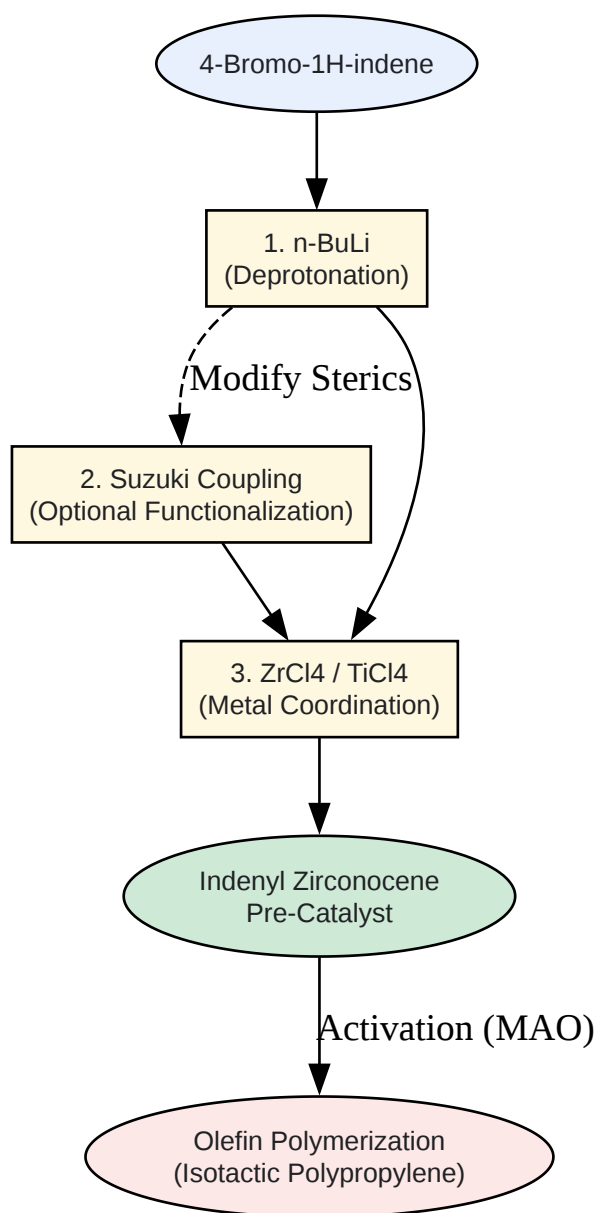 4-Bromo-1H-indene
1. n-BuLi
(Deprotonation)
Modify Sterics
2. Suzuki Coupling
(Optional Functionalization)
3. ZrCl4 / TiCl4
(Metal Coordination)
Indenyl Zirconocene
Pre-Catalyst
Activation (MAO)
Olefin Polymerization
(Isotactic Polypropylene)